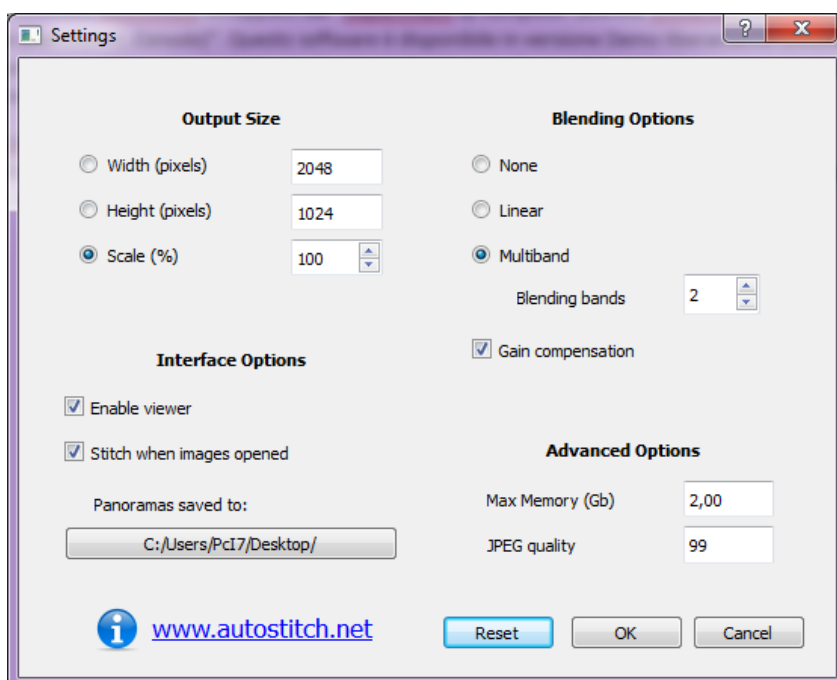 Settings
Output Size
Width (pixels) 2048
Height (pixels) 1024
Scale (%) 100
Interface Options
Enable viewer
Stitch when images opened
Panoramas saved to:
C:/Users/PcI7/Desktop/
www.autostitch.net
Blending Options
None
Linear
Multiband
Blending bands 2
Gain compensation
Advanced Options
Max Memory (Gb) 2,00
JPEG quality 99
Reset OK Cancel